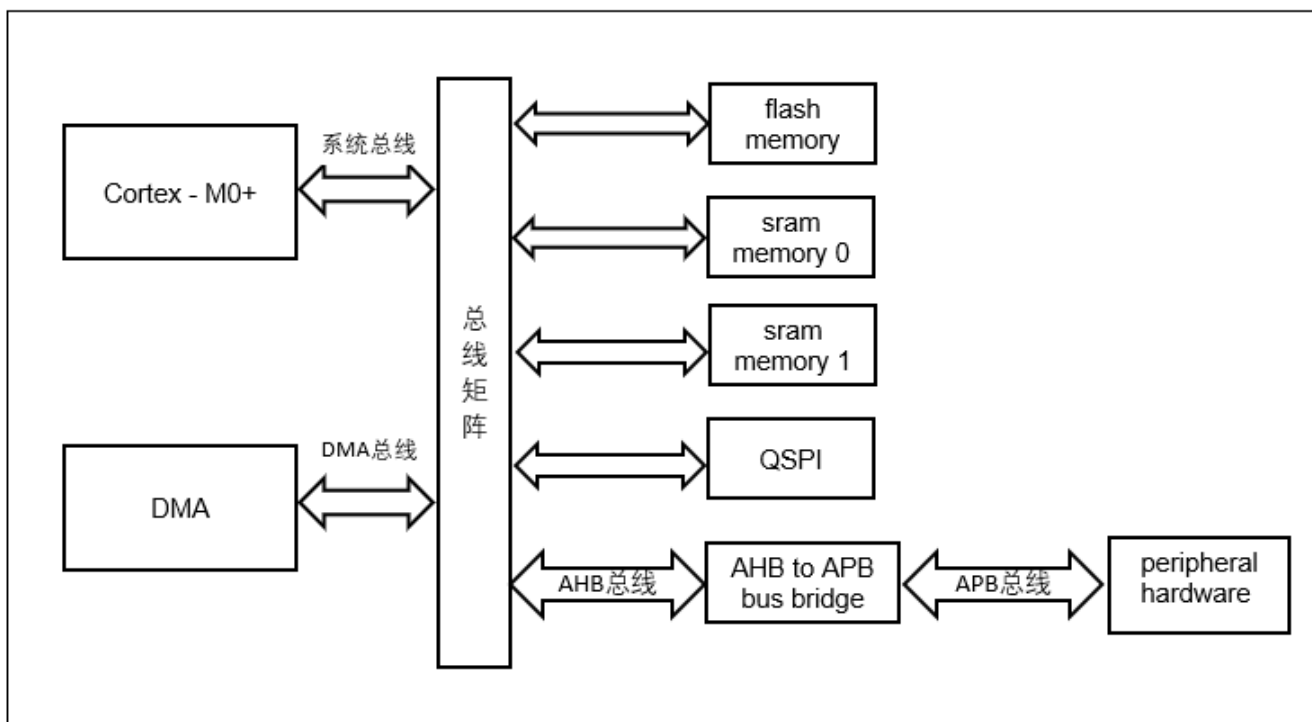 Cortex - M0+
系统总线
DMA
DMA总线
总
线
矩
阵
flash
memory
sram
memory 0
sram
memory 1
QSPI
AHB总线
AHB to APB
bus bridge
APB总线
peripheral
hardware